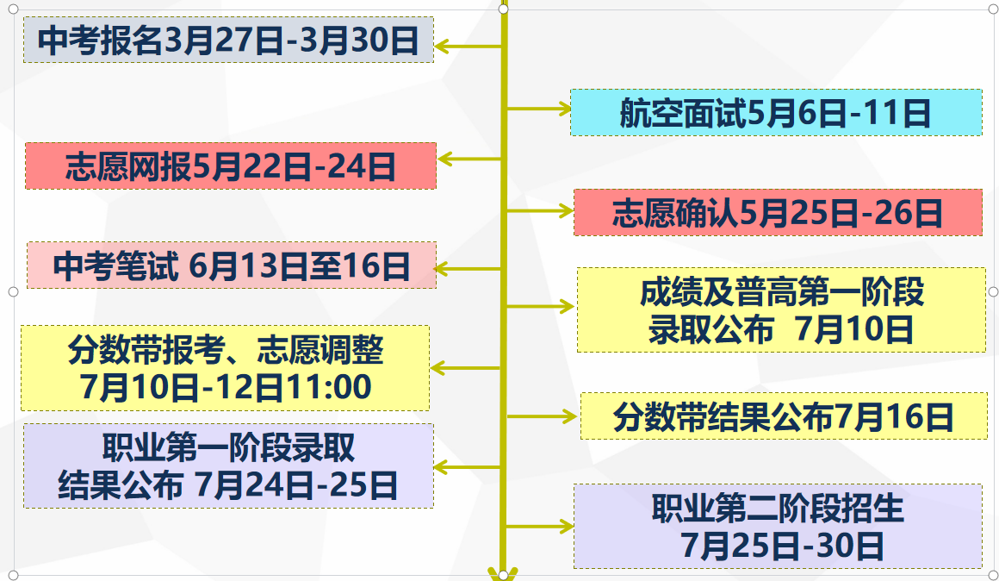 中考报名3月27日-3月30日
航空面试5月6日-11日
志愿网报5月22日-24日
志愿确认5月25日-26日
中考笔试 6月13日至16日
成绩及普高第一阶段
录取公布 7月10日
分数带报考、志愿调整
7月10日-12日11:00
分数带结果公布7月16日
职业第一阶段录取
结果公布 7月24日-25日
职业第二阶段招生
7月25日-30日